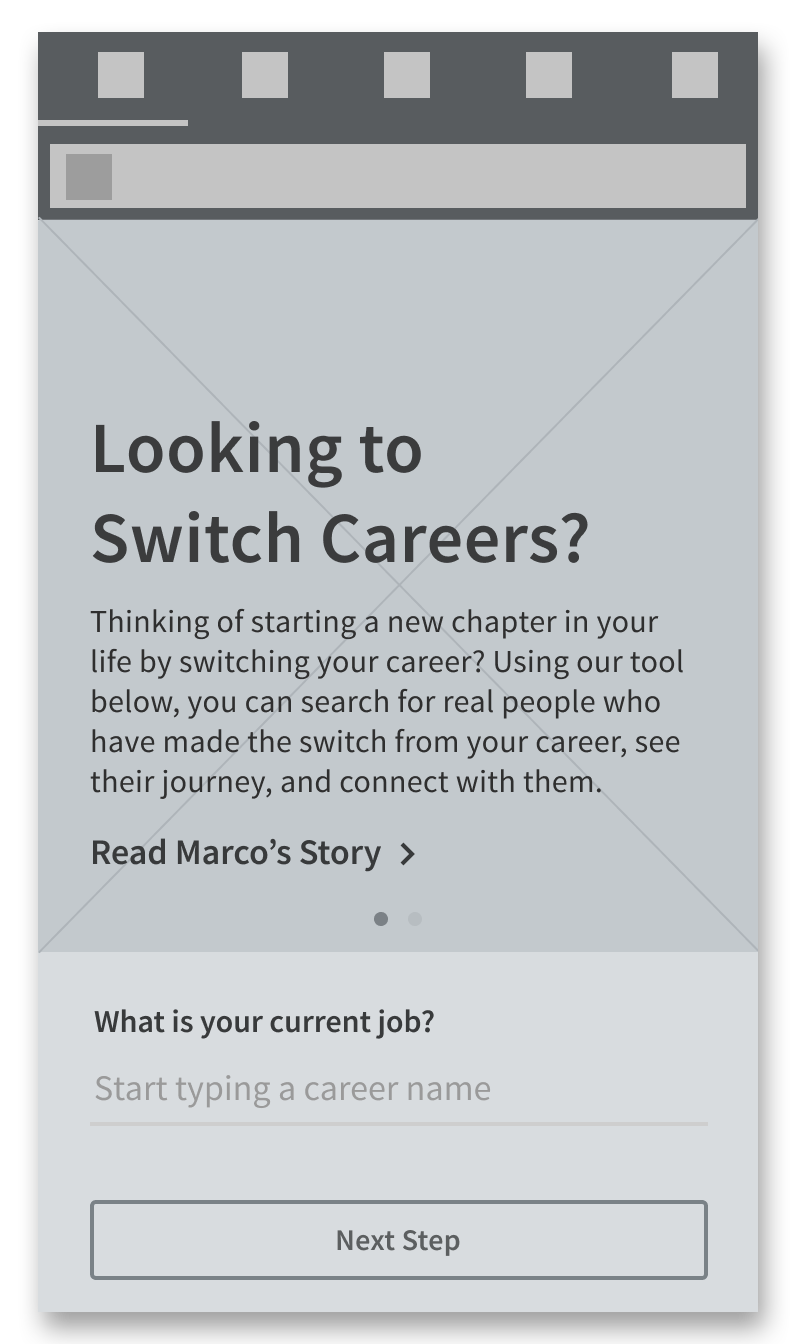 Looking to
Switch Careers?
Thinking of starting a new chapter in your
life by switching your career? Using our tool
below, you can search for real people who
have made the switch from your career, see
their journey, and connect with them.
Read Marco’s Story
What is your current job?
Start typing a career name
Next Step